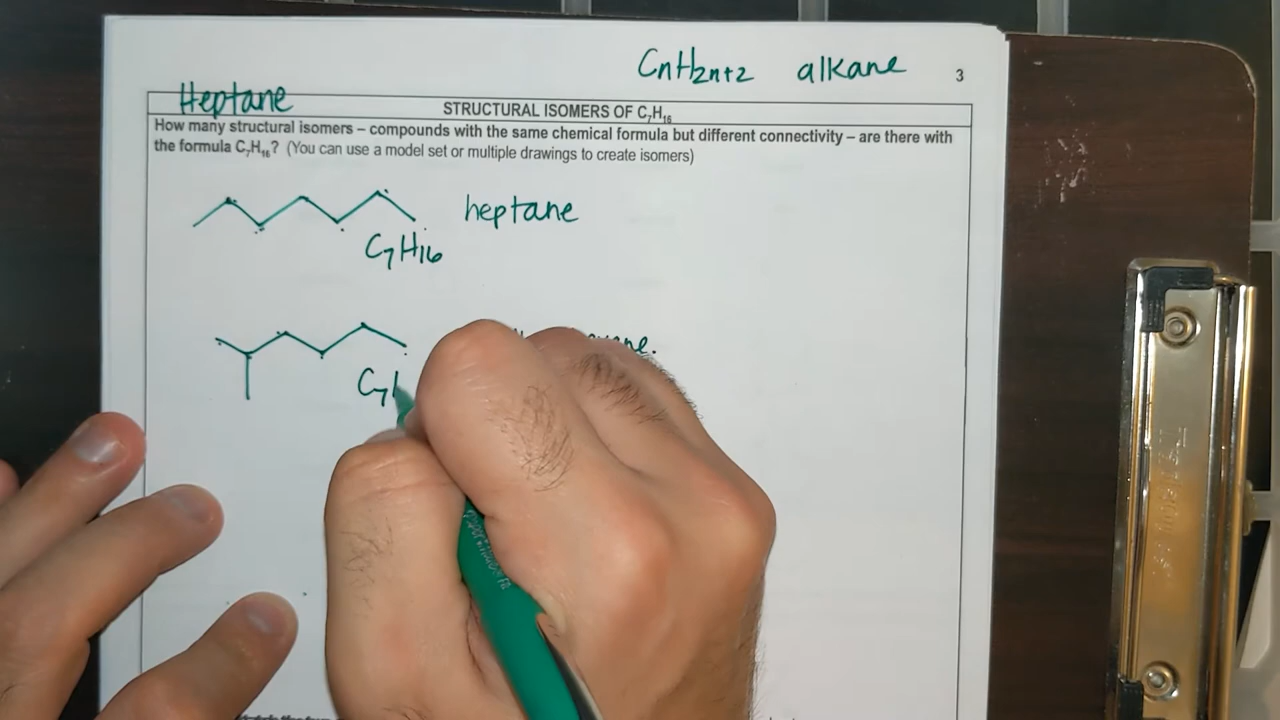 CnH2n+2 alkane
3
Heptane
STRUCTURAL ISOMERS OF C7H16
How many structural isomers – compounds with the same chemical formula but different connectivity – are there with
the formula C7H16? (You can use a model set or multiple drawings to create isomers)
heptane
C7H16
C7